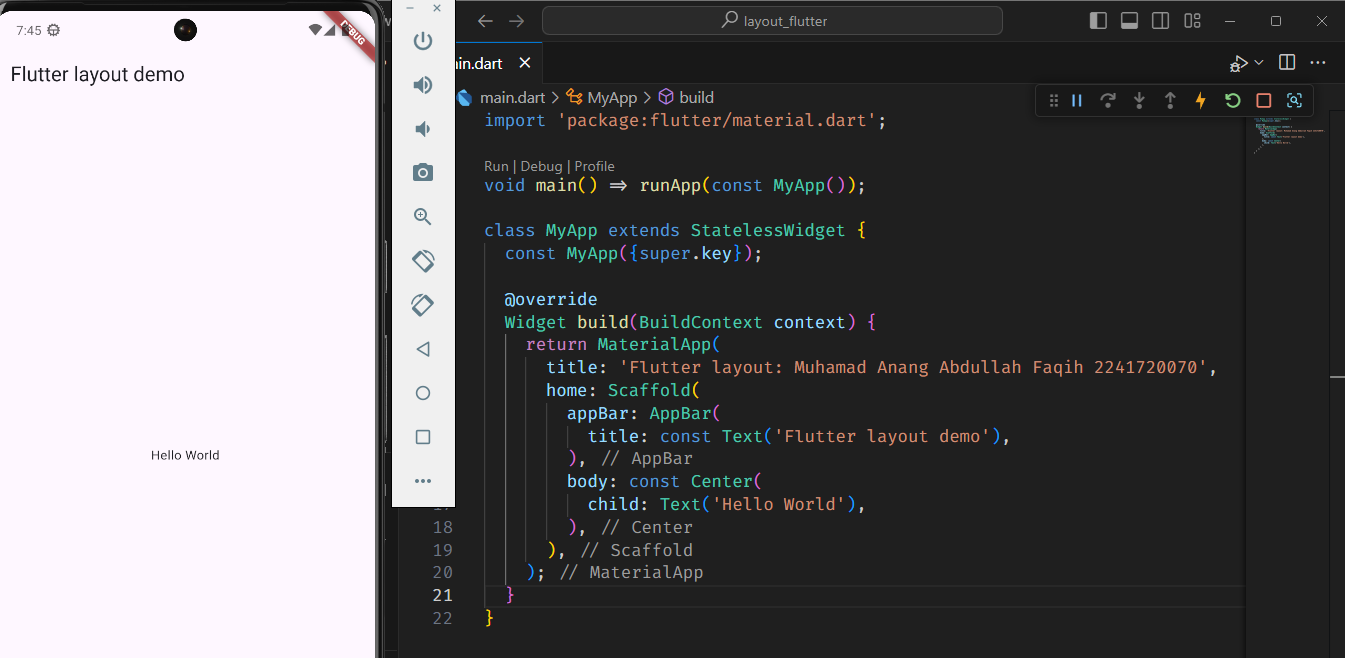 7:45
DEBUG
Flutter layout demo
Hello World
layout_flutter
in.dart
main.dart > MyApp > build
import 'package:flutter/material.dart';
Run | Debug | Profile
void main() => runApp(const MyApp());
class MyApp extends StatelessWidget {
const MyApp({super.key});
@override
Widget build(BuildContext context) {
return MaterialApp(
title: 'Flutter layout: Muhamad Anang Abdullah Faqih 2241720070',
home: Scaffold(
appBar: AppBar(
title: const Text('Flutter layout demo'),
), // AppBar
body: const Center(
child: Text('Hello World'),
18 ), // Center
19 ), // Scaffold
20 ); // MaterialApp
21 }
22 }